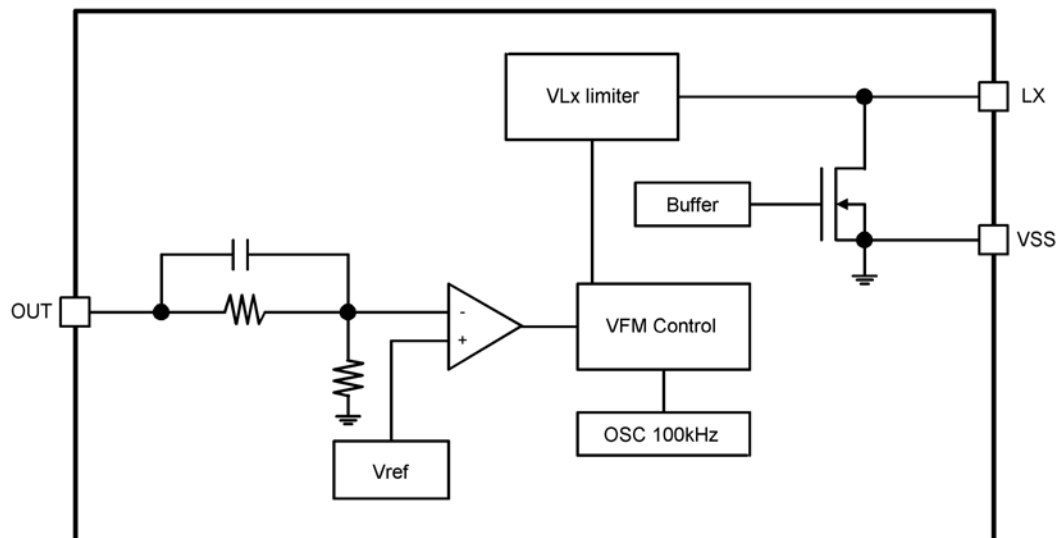 VLx limiter
LX
Buffer
VSS
OUT
-
+
VFM Control
OSC 100kHz
Vref